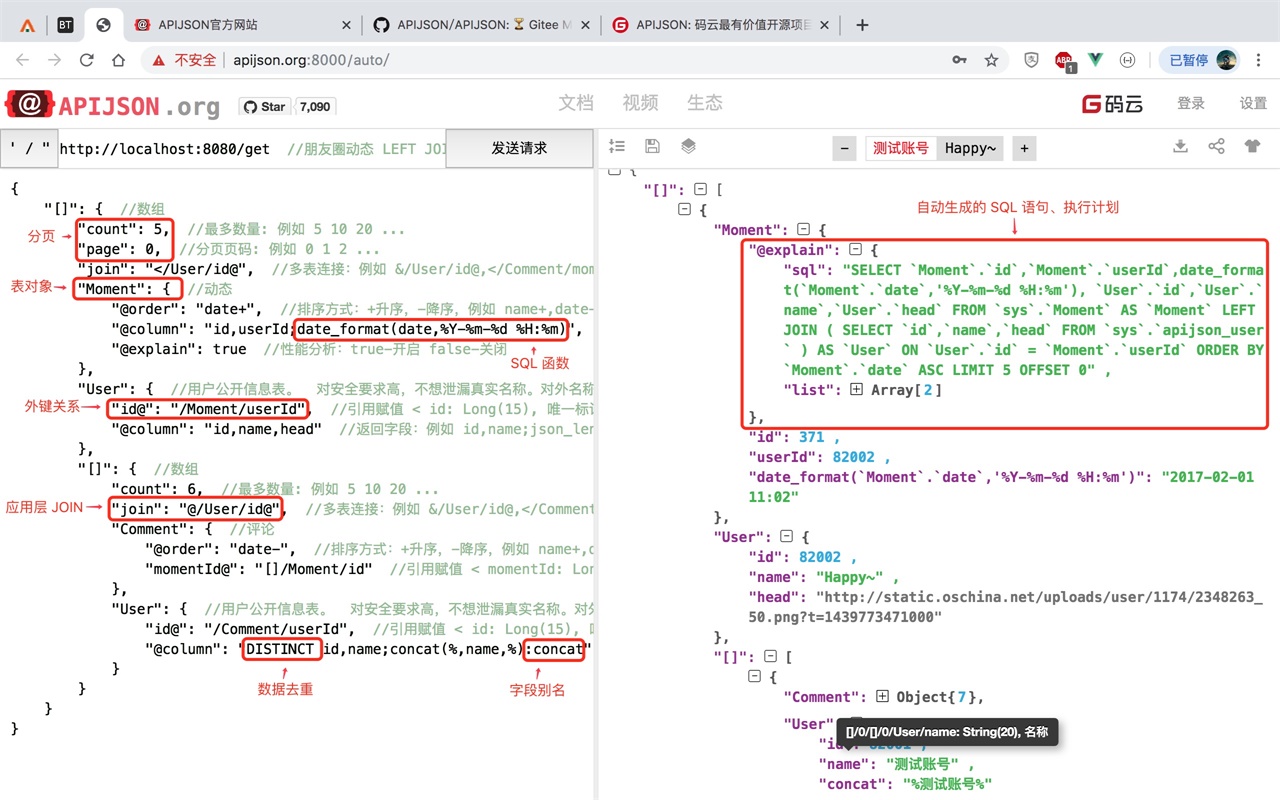 BT
APIJSON官方网站
APIJSON/APIJSON: ⏳ Gitee M
APIJSON: 码云最有价值开源项目
不安全
apijson.org:8000/auto/
ABP
1
已暂停
APIJSON.org
Star
7,090
文档
视频
生态
G码云
登录
设置
' / "
http://localhost:8080/get //朋友圈动态 LEFT JOI
发送请求
{
"[]": { //数组
分页
"count": 5, //最多数量: 例如 5 10 20 ...
"page": 0, //分页页码: 例如 0 1 2 ...
"join": "</User/id@", //多表连接: 例如 &/User/id@,</Comment/mom
表对象
"Moment": { //动态
"@order": "date+", //排序方式: +升序, -降序, 例如 name+,date-
"@column": "id,userId;date_format(date,%Y-%m-%d %H:%m)",
"@explain": true //性能分析: true-开启 false-关闭
SQL 函数
},
"User": { //用户公开信息表。 对安全要求高, 不想泄漏真实名称。对外名称
外键关系
"id@": "/Moment/userId", //引用赋值 < id: Long(15), 唯一标识
"@column": "id,name,head" //返回字段: 例如 id,name;json_len
},
"[]": { //数组
"count": 6, //最多数量: 例如 5 10 20 ...
应用层 JOIN
"join": "@/User/id@", //多表连接: 例如 &/User/id@,</Comment
"Comment": { //评论
"@order": "date-", //排序方式: +升序, -降序, 例如 name+,d
"momentId@": "[]/Moment/id" //引用赋值 < momentId: Lon
},
"User": { //用户公开信息表。 对安全要求高, 不想泄漏真实名称。对外
"id@": "/Comment/userId", //引用赋值 < id: Long(15),
"@column": "DISTINCT id,name;concat(%,name,%):concat"
数据去重
字段别名
}
}
}
}
−
测试账号
Happy~
+
{
"[]": [
{
自动生成的 SQL 语句、执行计划
"Moment": {
"@explain": {
"sql": "SELECT `Moment`.`id`,`Moment`.`userId`,date_forma
t(`Moment`.`date`,'%Y-%m-%d %H:%m'), `User`.`id`,`User`.`
name`,`User`.`head` FROM `sys`.`Moment` AS `Moment` LEFT
JOIN ( SELECT `id`,`name`,`head` FROM `sys`.`apijson_user
` ) AS `User` ON `User`.`id` = `Moment`.`userId` ORDER BY
`Moment`.`date` ASC LIMIT 5 OFFSET 0" ,
"list": Array[2]
},
"id": 371 ,
"userId": 82002 ,
"date_format(`Moment`.`date`,'%Y-%m-%d %H:%m')": "2017-02-01
11:02"
},
"User": {
"id": 82002 ,
"name": "Happy~" ,
"head": "http://static.oschina.net/uploads/user/1174/2348263_
50.png?t=1439773471000"
},
"[]": [
{
"Comment": Object{7},
"User"
[]/0/[]/0/User/name: String(20), 名称
"id": 82001 ,
"name": "测试账号" ,
"concat": "%测试账号%"